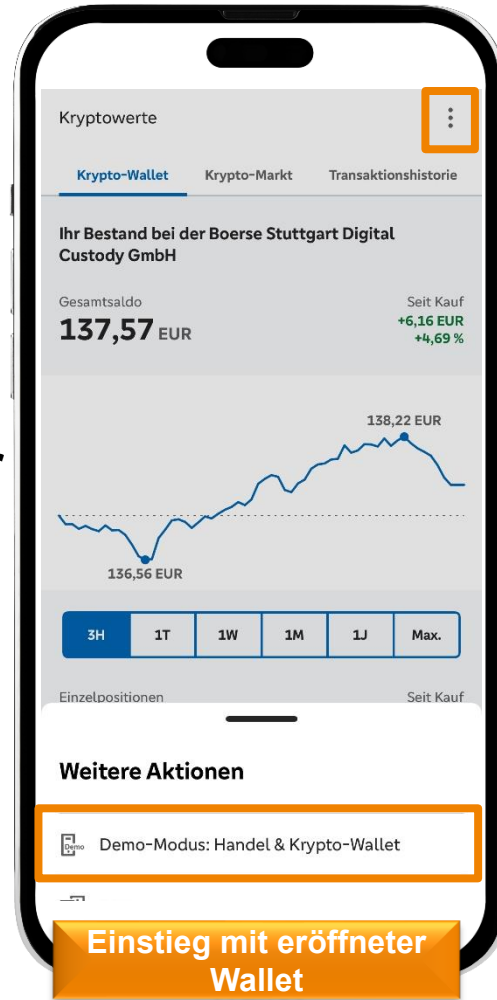 Kryptowerte
Krypto-Wallet Krypto-Markt Transaktionshistorie
Ihr Bestand bei der Boerse Stuttgart Digital
Custody GmbH
Gesamtsaldo Seit Kauf
137,57 EUR +6,16 EUR
+4,69 %
138,22 EUR
136,56 EUR
3H 1T 1W 1M 1J Max.
Einzelpositionen Seit Kauf
Weitere Aktionen
Demo Demo-Modus: Handel & Krypto-Wallet
Einstieg mit eröffneter
Wallet